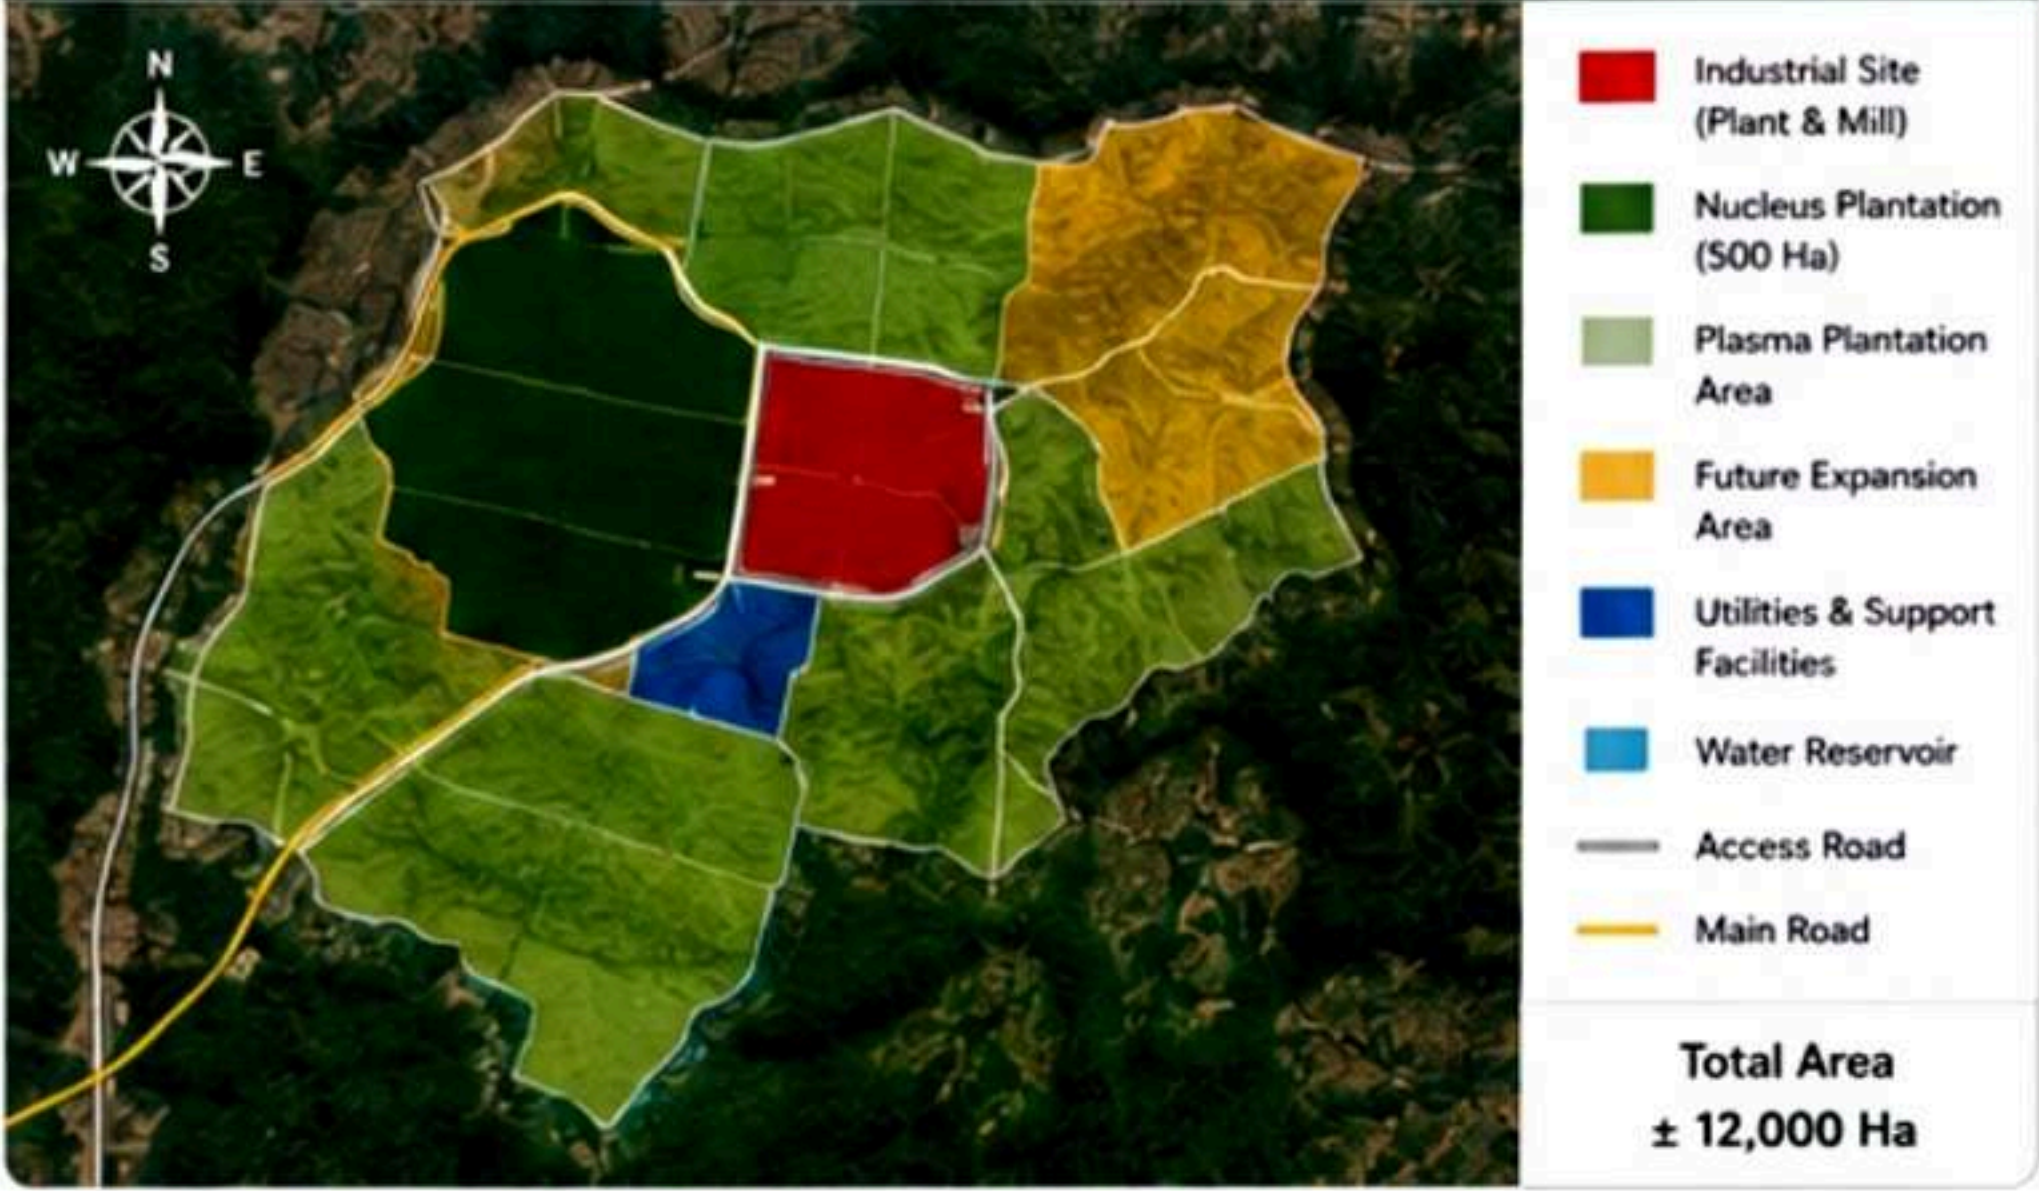 N
W
E
S
Industrial Site
(Plant & Mill)
Nucleus Plantation
(500 Ha)
Plasma Plantation
Area
Future Expansion
Area
Utilities & Support
Facilities
Water Reservoir
Access Road
Main Road
Total Area
± 12,000 Ha